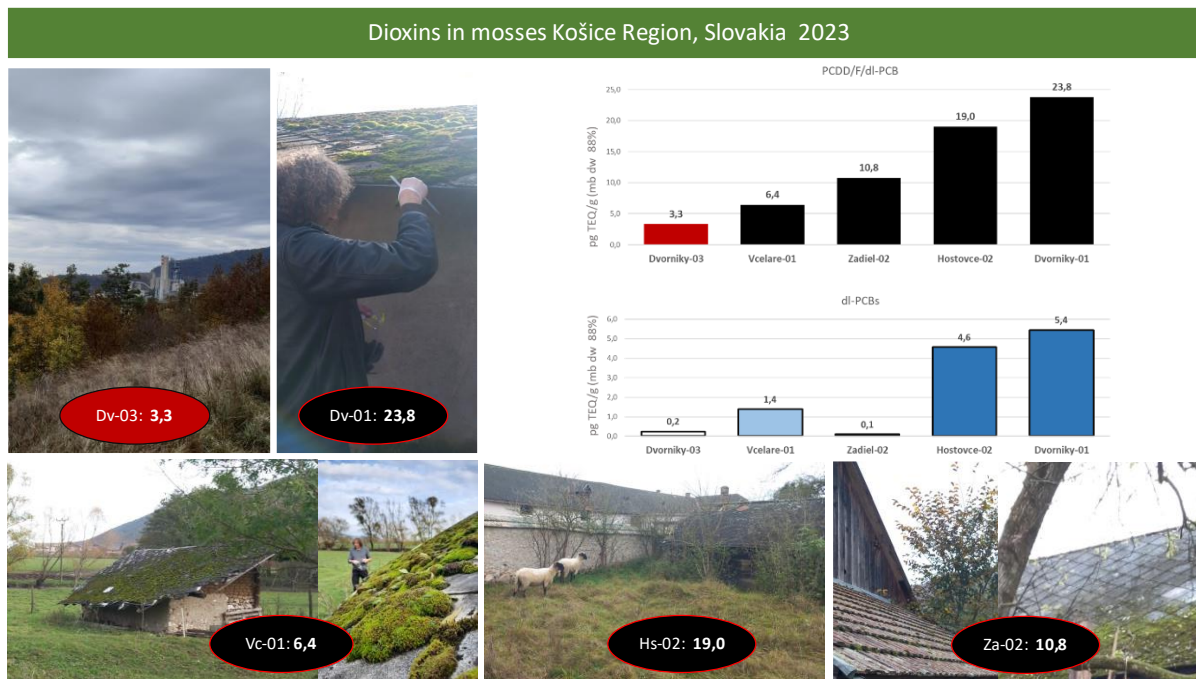 Dioxins in mosses Košice Region, Slovakia 2023
PCDD/F/dl-PCB
pg TEQ/g (mb dw 88%)
25,0
20,0
15,0
10,0
5,0
0,0
3,3
6,4
10,8
19,0
23,8
Dvorniky-03
Vcelare-01
Zadiel-02
Hostovce-02
Dvorniky-01
dl-PCBs
pg TEQ/g (mb dw 88%)
6,0
5,0
4,0
3,0
2,0
1,0
0,0
0,2
1,4
0,1
4,6
5,4
Dvorniky-03
Vcelare-01
Zadiel-02
Hostovce-02
Dvorniky-01
Dv-03: 3,3
Dv-01: 23,8
Vc-01: 6,4
Hs-02: 19,0
Za-02: 10,8